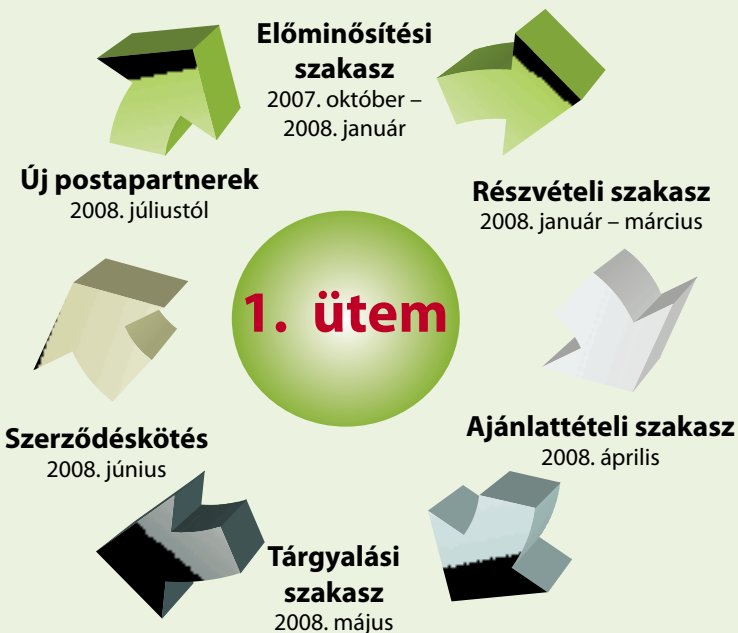 Előminősítési
szakasz
2007. október –
2008. január
Részvételi szakasz
2008. január – március
Ajánlattételi szakasz
2008. április
Tárgyalási
szakasz
2008. május
Szerződéskötés
2008. június
Új postapartnerek
2008. júliustól
1. ütem